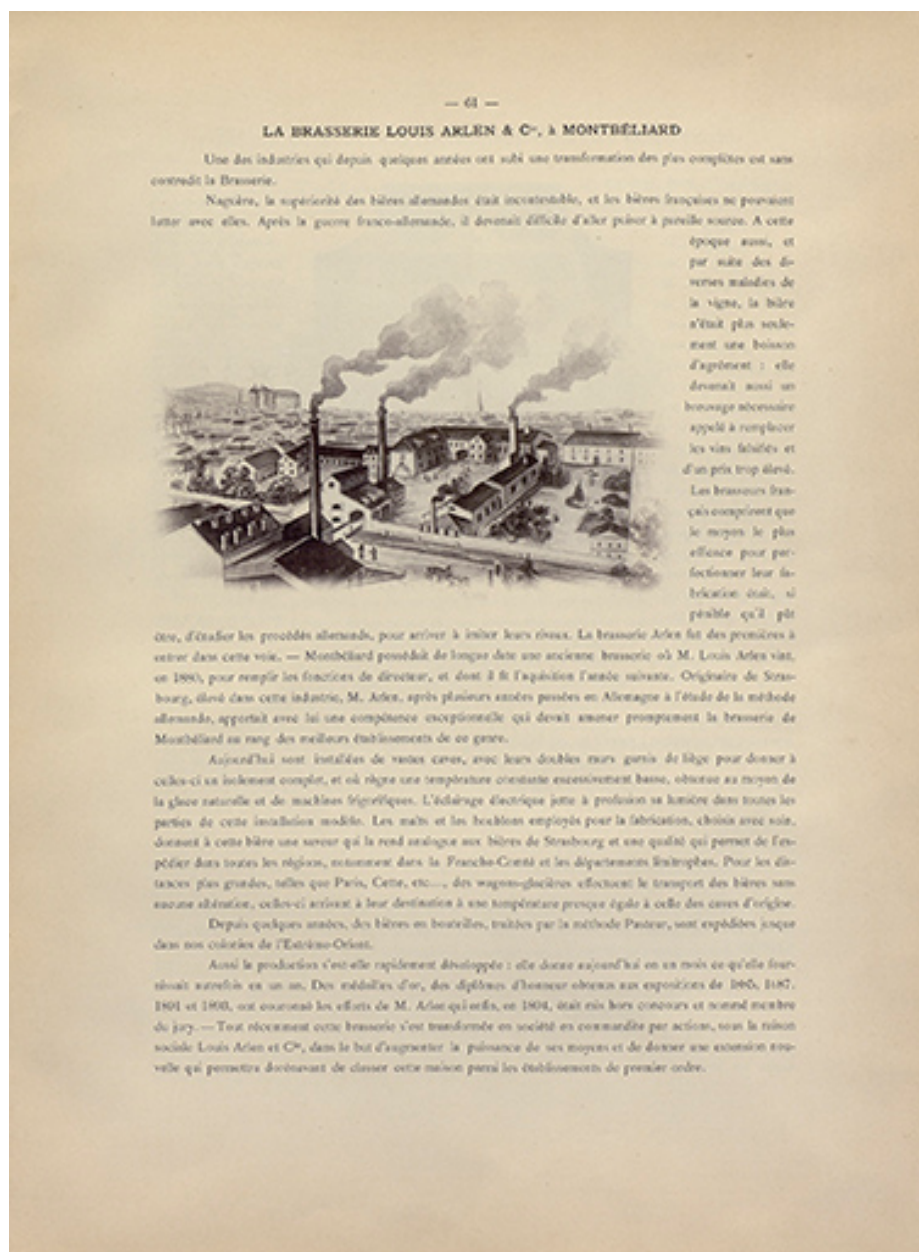 — 61 —
LA BRASSERIE LOUIS ARLEN & Cie, à MONTBÉLIARD
Une des industries qui depuis quelques années ont subi une transformation des plus complètes est sans
contredit la Brasserie.
Naguère, la supériorité des bières allemandes était incontestable, et les bières françaises ne pouvaient
lutter avec elles. Après la guerre franco-allemande, il devenait difficile d'aller puiser à pareille source. A cette
époque aussi, et
par suite des di-
verses maladies de
la vigne, la bière
n'était plus seule-
ment une boisson
d'agrément : elle
devenait aussi un
breuvage nécessaire
appelé à remplacer
les vins falsifiés et
d'un prix trop élevé.
Les brasseurs fran-
çais comprirent que
le moyen le plus
efficace pour per-
fectionner leur fa-
brication était, si
pénible qu'il pût
être, d'étudier les procédés allemands, pour arriver à imiter leurs rivaux. La brasserie Arlen fut des premières à
entrer dans cette voie. — Montbéliard possédait de longue date une ancienne brasserie où M. Louis Arlen vint,
en 1880, pour remplir les fonctions de directeur, et dont il fit l'aquisition l'année suivante. Originaire de Stras-
bourg, élevé dans cette industrie, M. Arlen, après plusieurs années passées en Allemagne à l'étude de la méthode
allemande, apportait avec lui une compétence exceptionnelle qui devait amener promptement la brasserie de
Montbéliard au rang des meilleurs établissements de ce genre.
Aujourd'hui sont installées de vastes caves, avec leurs doubles murs garnis de liège pour donner à
celles-ci un isolement complet, et où règne une température constante excessivement basse, obtenue au moyen de
la glace naturelle et de machines frigorifiques. L'éclairage électrique jette à profusion sa lumière dans toutes les
parties de cette installation modèle. Les malts et les houblons employés pour la fabrication, choisis avec soin,
donnent à cette bière une saveur qui la rend analogue aux bières de Strasbourg et une qualité qui permet de l'ex-
pédier dans toutes les régions, notamment dans la Franche-Comté et les départements limitrophes. Pour les dis-
tances plus grandes, telles que Paris, Cette, etc..., des wagons-glacières effectuent le transport des bières sans
aucune altération, celles-ci arrivant à leur destination à une température presque égale à celle des caves d'origine.
Depuis quelques années, des bières en bouteilles, traitées par la méthode Pasteur, sont expédiées jusque
dans nos colonies de l'Extrême-Orient.
Aussi la production s'est-elle rapidement développée : elle donne aujourd'hui en un mois ce qu'elle four-
nissait autrefois en un an. Des médailles d'or, des diplômes d'honneur obtenus aux expositions de 1887,
1891 et 1893, ont couronné les efforts de M. Arlen qui enfin, en 1894, était mis hors concours et nommé membre
du jury. — Tout récemment cette brasserie s'est transformée en société en commandite par actions, sous la raison
sociale Louis Arlen et Cie, dans le but d'augmenter la puissance de ses moyens et de donner une extension nou-
velle qui permettra dorénavant de classer cette maison parmi les établissements de premier ordre.